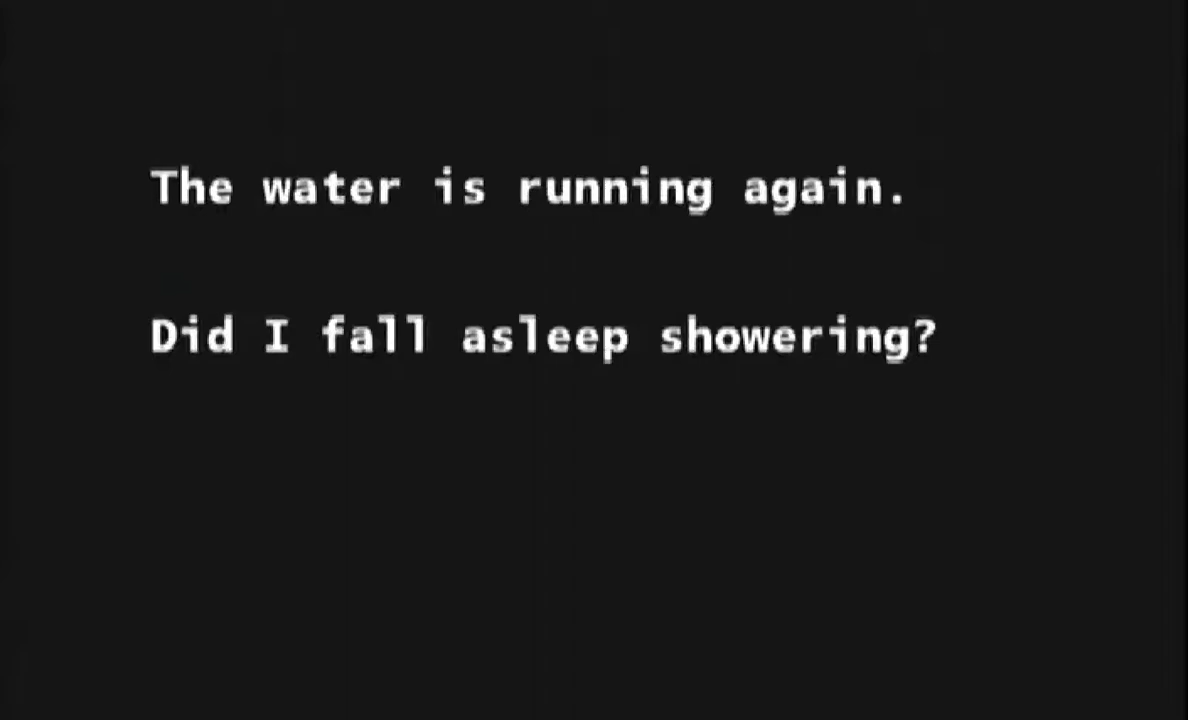 The water is running again.
Did I fall asleep showering?